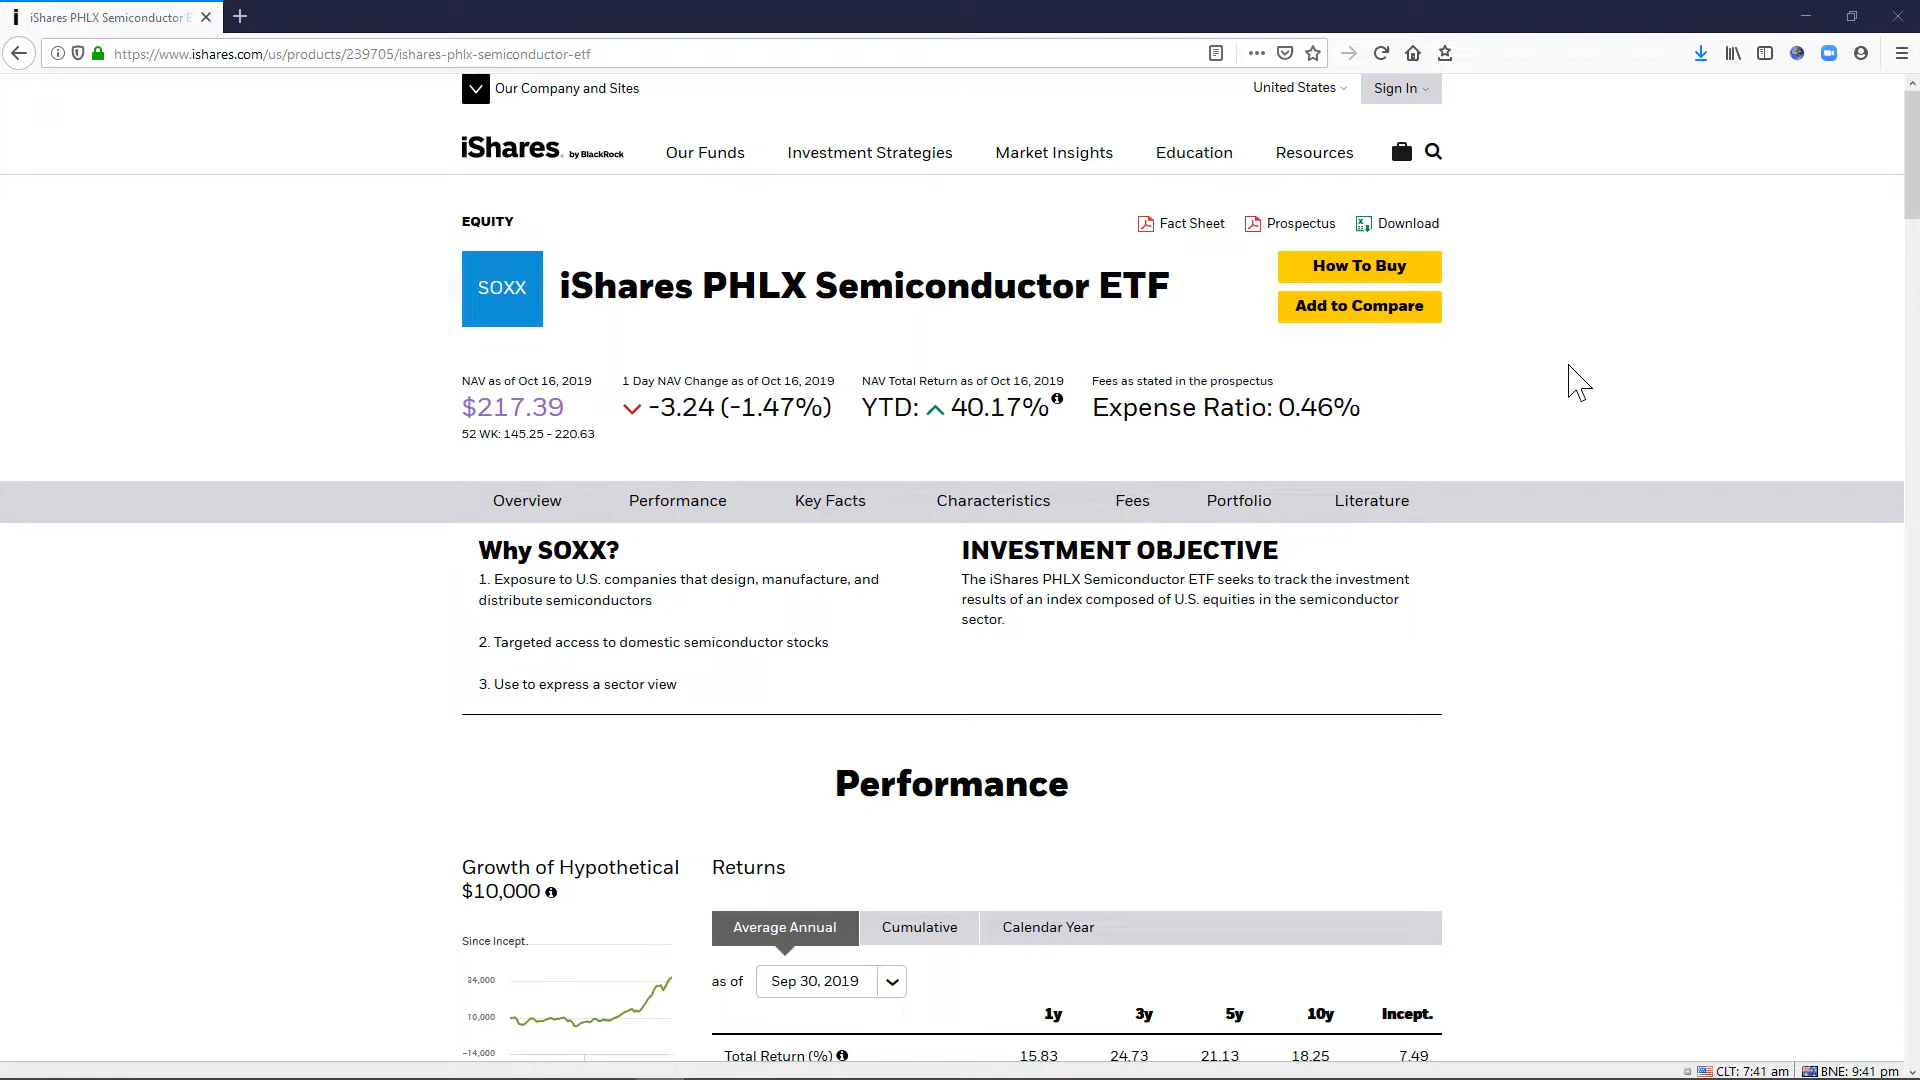 iShares PHLX Semiconductor E
https://www.ishares.com/us/products/239705/ishares-phlx-semiconductor-etf
Our Company and Sites
United States
Sign In
iShares. by BlackRock
Our Funds
Investment Strategies
Market Insights
Education
Resources
EQUITY
Fact Sheet
Prospectus
Download
SOXX
iShares PHLX Semiconductor ETF
How To Buy
Add to Compare
NAV as of Oct 16, 2019
$217.39
52 WK: 145.25 - 220.63
1 Day NAV Change as of Oct 16, 2019
-3.24 (-1.47%)
NAV Total Return as of Oct 16, 2019
YTD: 40.17%
Fees as stated in the prospectus
Expense Ratio: 0.46%
Overview
Performance
Key Facts
Characteristics
Fees
Portfolio
Literature
Why SOXX?
1. Exposure to U.S. companies that design, manufacture, and
distribute semiconductors
2. Targeted access to domestic semiconductor stocks
3. Use to express a sector view
INVESTMENT OBJECTIVE
The iShares PHLX Semiconductor ETF seeks to track the investment
results of an index composed of U.S. equities in the semiconductor
sector.
Performance
Growth of Hypothetical
$10,000
Since Incept.
34,000
10,000
-14,000
Returns
Average Annual
Cumulative
Calendar Year
as of
Sep 30, 2019
1y 3y 5y 10y Incept.
Total Return (%) 15.83 24.73 21.13 18.25 7.49
CLT: 7:41 am
BNE: 9:41 pm